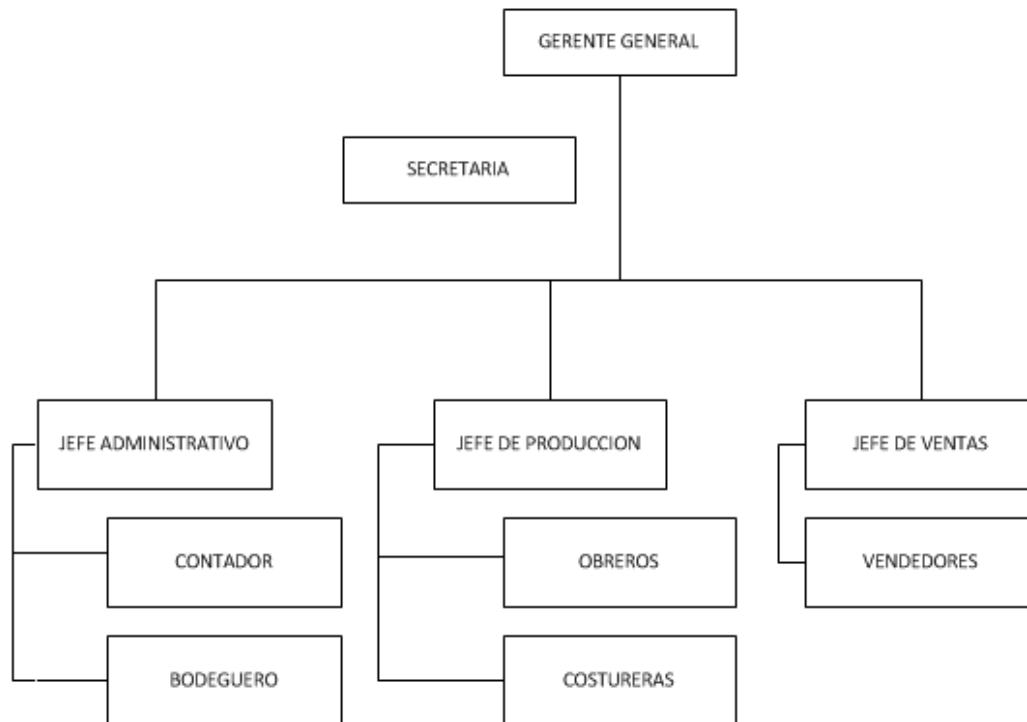 GERENTE GENERAL
SECRETARIA
JEFE ADMINISTRATIVO
JEFE DE PRODUCCION
JEFE DE VENTAS
CONTADOR
OBREROS
VENDEDORES
BODEGUERO
COSTURERAS